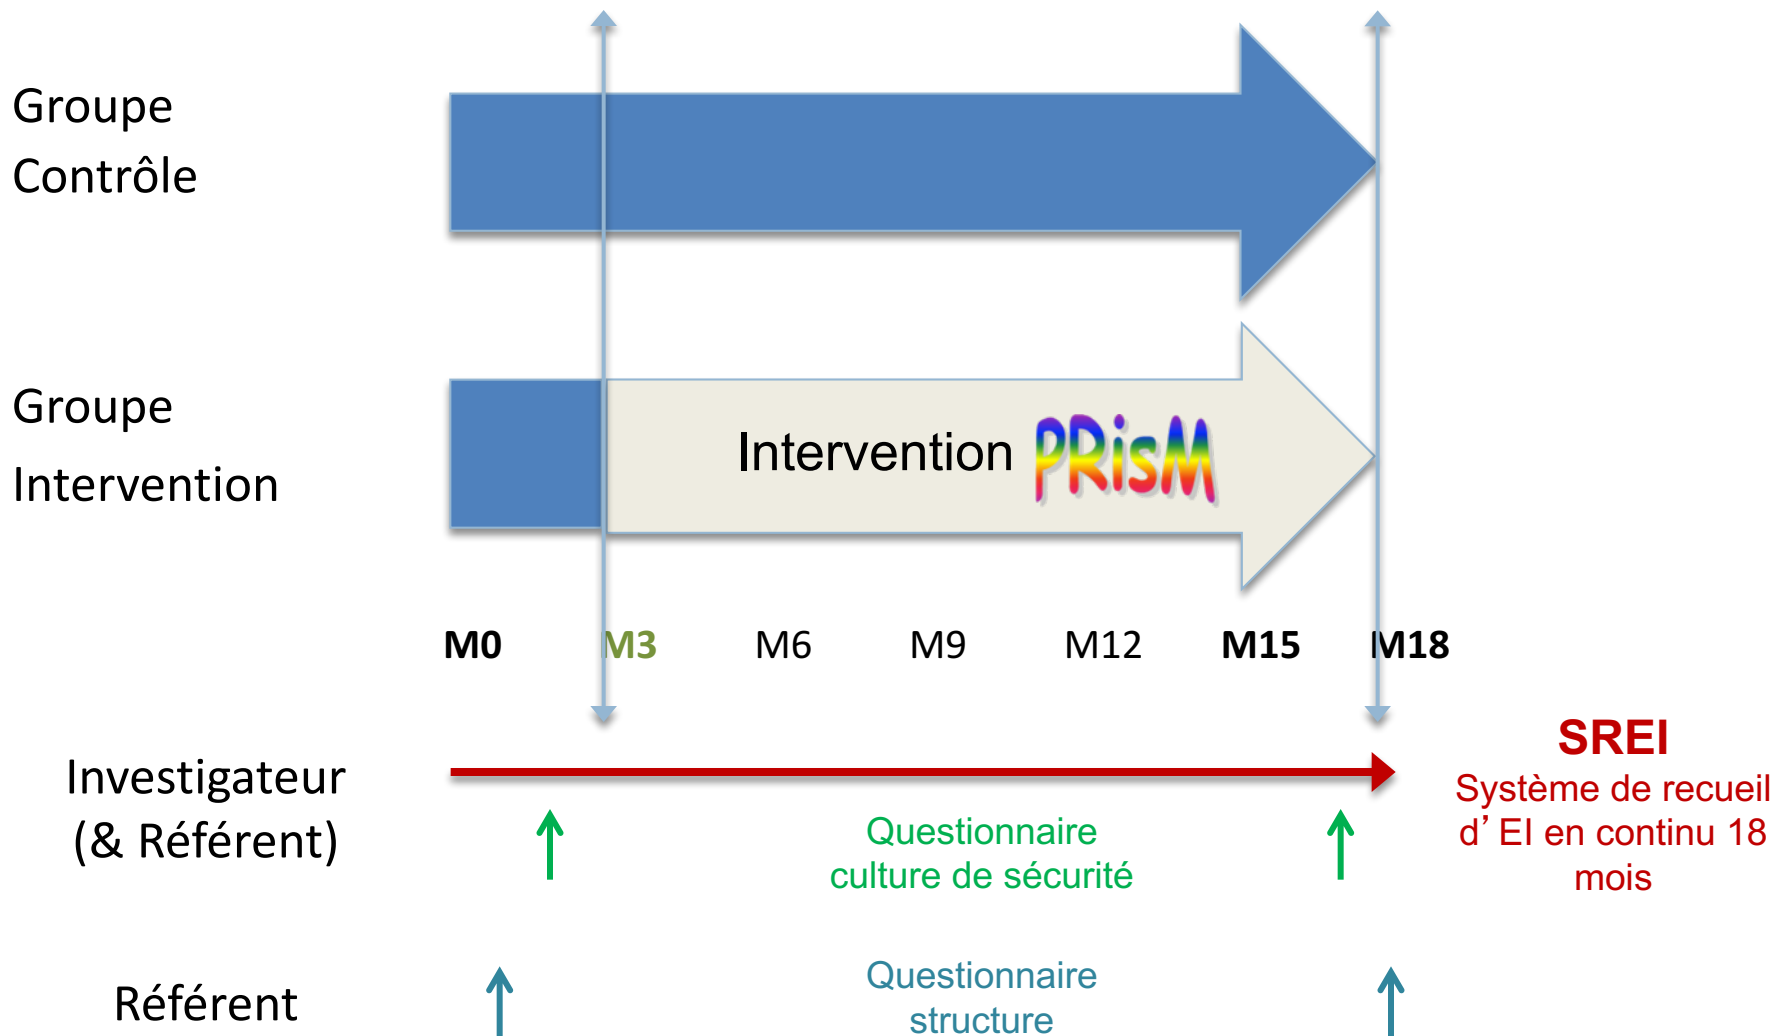 Groupe
Contrôle
Groupe
Intervention
Intervention PRisM
M0 M3 M6 M9 M12 M15 M18
Investigateur
(& Référent)
Questionnaire
culture de sécurité
SREI
Système de recueil
d’ EI en continu 18
mois
Référent
Questionnaire
structure